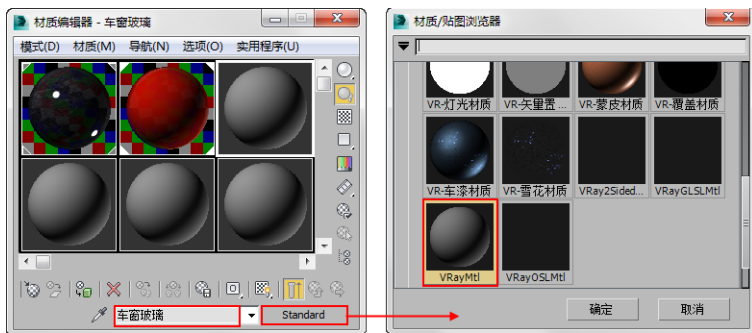 材质编辑器 - 车窗玻璃
模式(D) 材质(M) 导航(N) 选项(O) 实用程序(U)
车窗玻璃
Standard
材质/贴图浏览器
VR-灯光材质 VR-矢量置... VR-蒙皮材质 VR-覆盖材质
VR-车漆材质 VR-雪花材质 VRay2Sided... VRayGLSLMtl
VRayMtl VRayOSLMtl
确定 取消